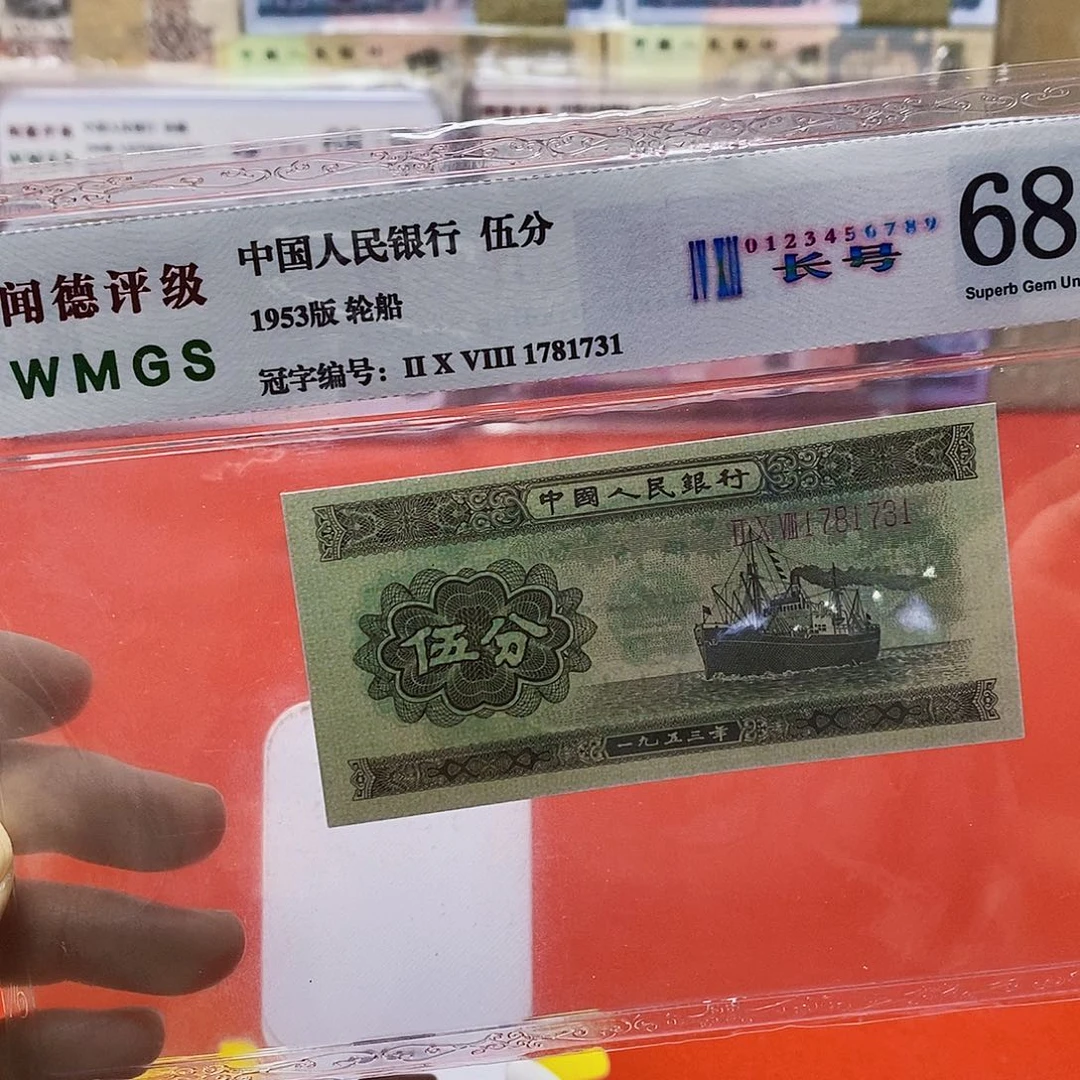 闻德评级
WMGS
中国人民银行 伍分
1953版 轮船
冠字编号：II X VIII 1781731
0123456789
长号
68
Superb Gem Un
中國人民銀行
II X VIII 1781731
伍分
一九五三年